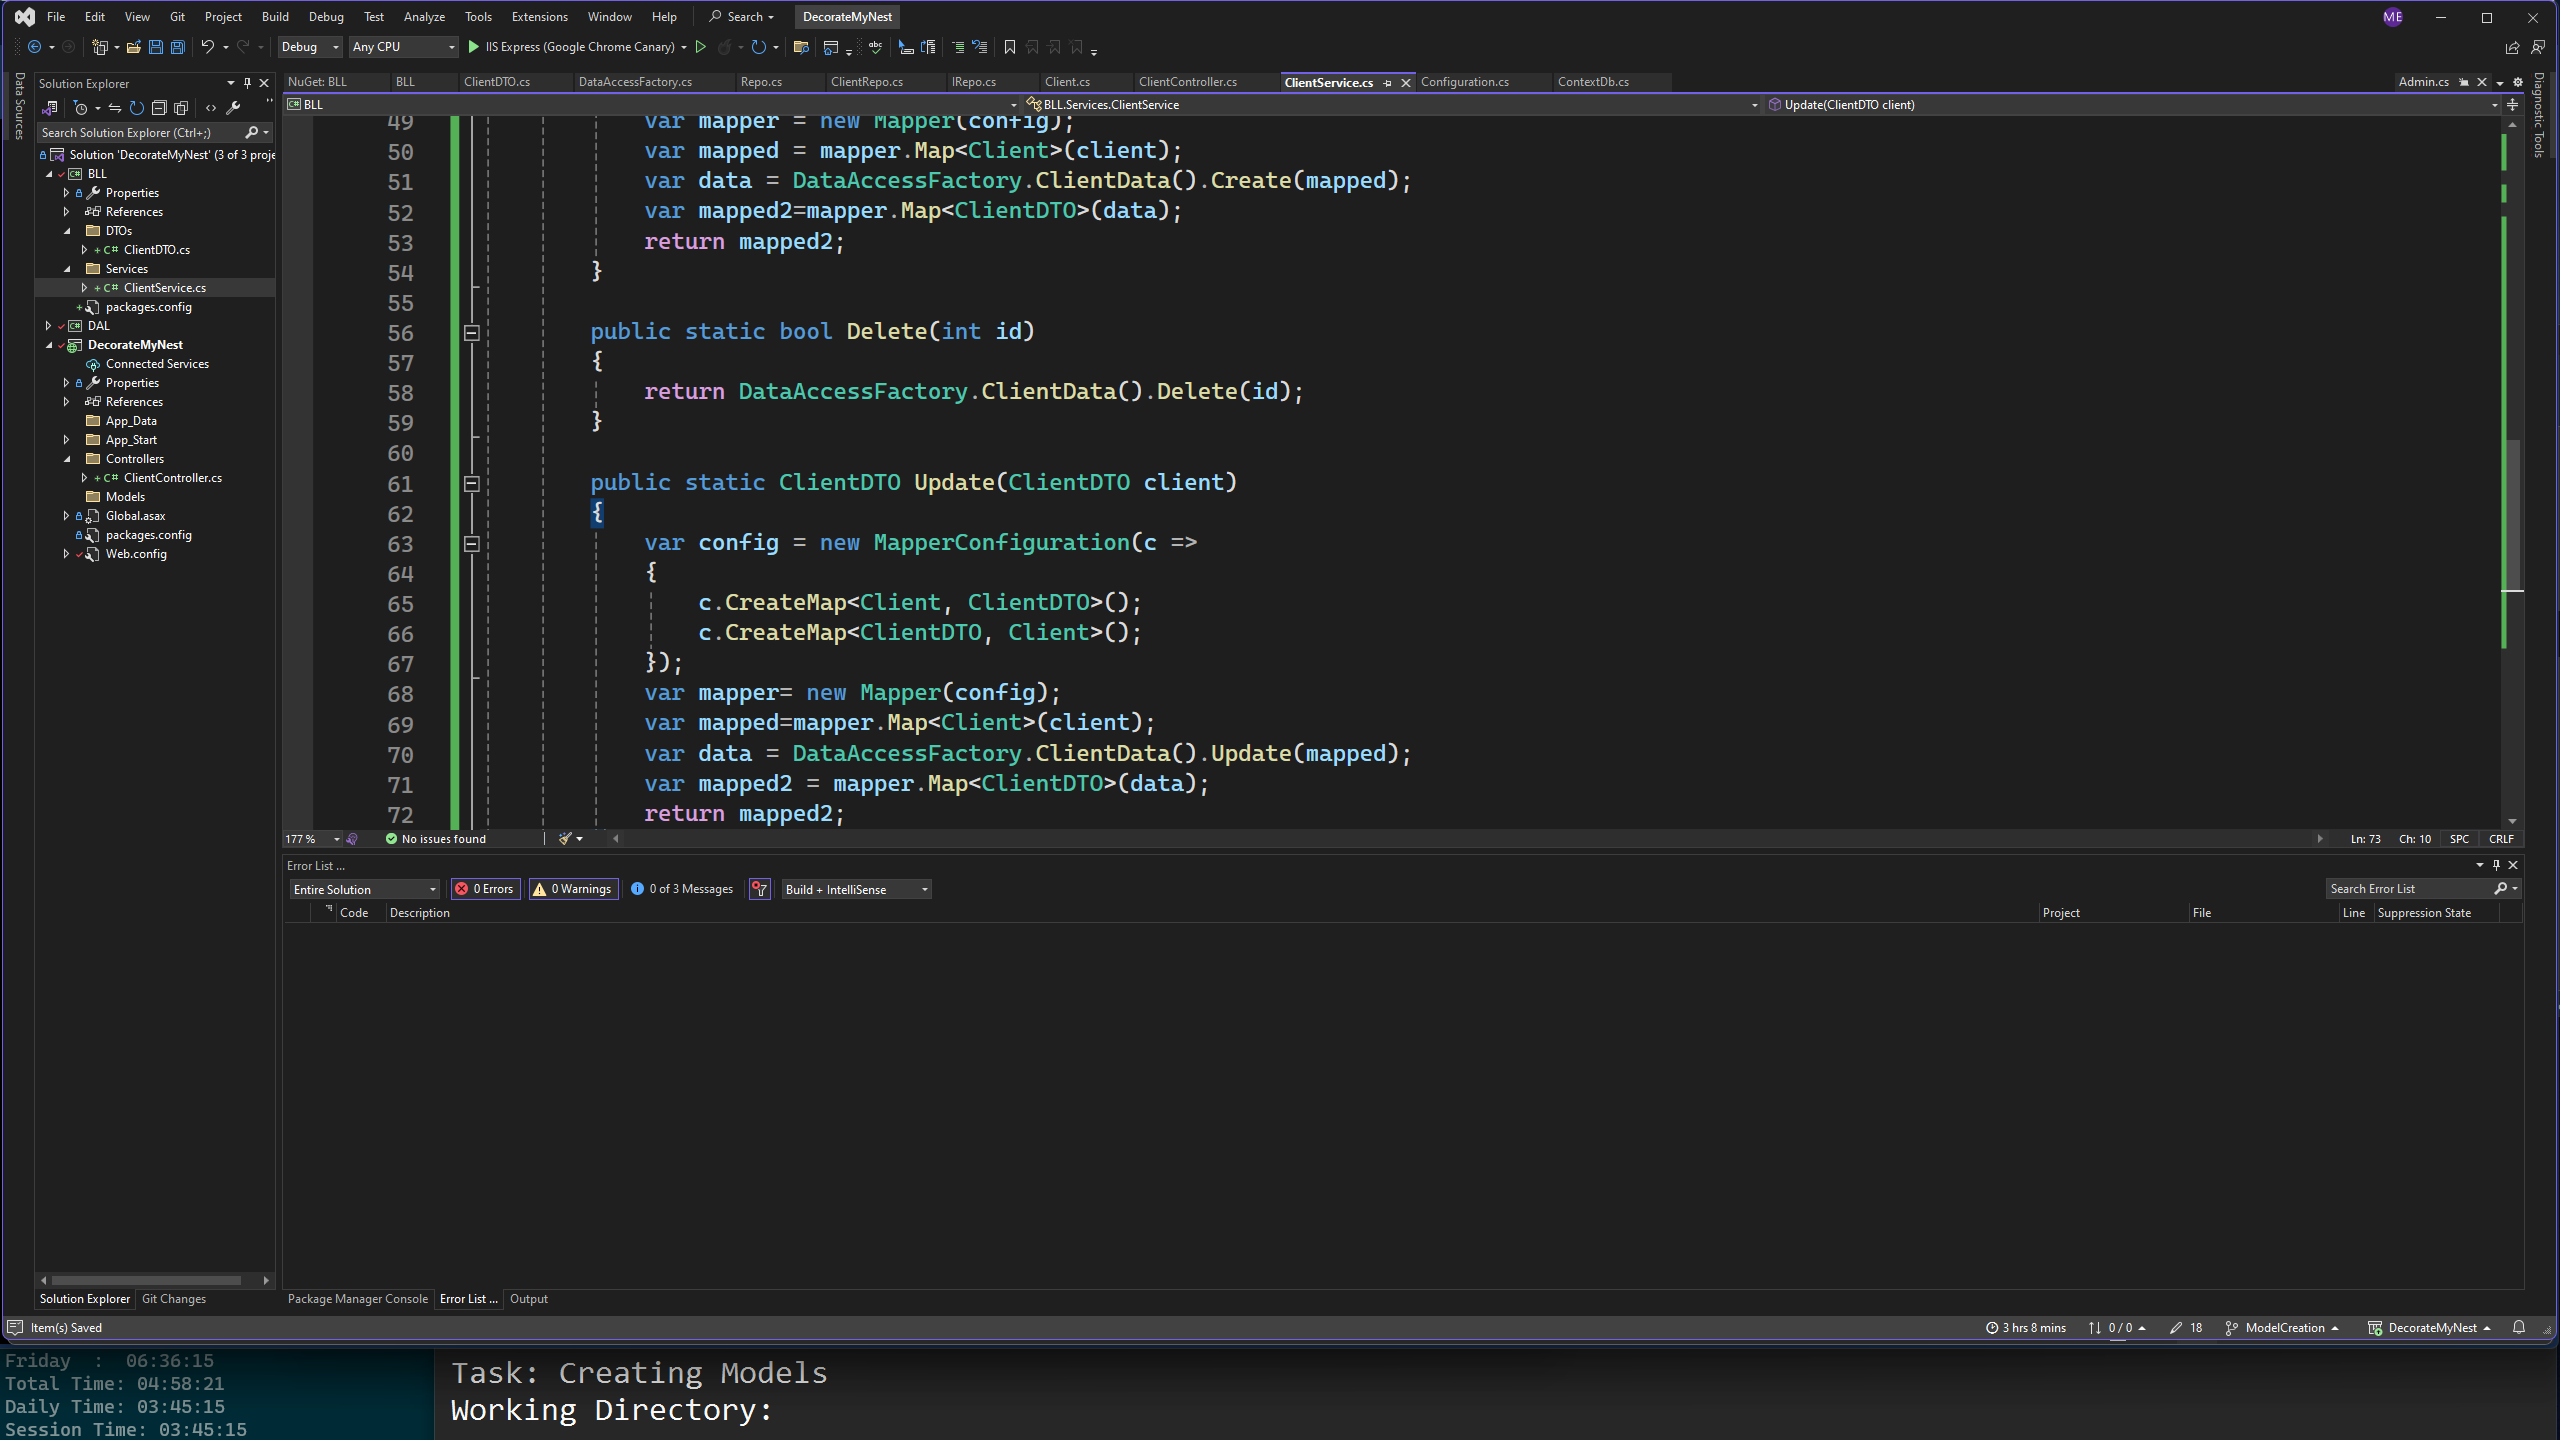 File Edit View Git Project Build Debug Test Analyze Tools Extensions Window Help Search DecorateMyNest ME
Debug Any CPU IIS Express (Google Chrome Canary)
Data Sources
Solution Explorer
Search Solution Explorer (Ctrl+;)
Solution 'DecorateMyNest' (3 of 3 proje
BLL
Properties
References
DTOs
C# ClientDTO.cs
Services
C# ClientService.cs
packages.config
DAL
DecorateMyNest
Connected Services
Properties
References
App_Data
App_Start
Controllers
C# ClientController.cs
Models
Global.asax
packages.config
Web.config
Solution Explorer Git Changes
NuGet: BLL BLL ClientDTO.cs DataAccessFactory.cs Repo.cs ClientRepo.cs IRepo.cs Client.cs ClientController.cs ClientService.cs Configuration.cs ContextDb.cs Admin.cs
BLL BLL.Services.ClientService Update(ClientDTO client)
49 var mapper = new Mapper(config);
50 var mapped = mapper.Map<Client>(client);
51 var data = DataAccessFactory.ClientData().Create(mapped);
52 var mapped2=mapper.Map<ClientDTO>(data);
53 return mapped2;
54 }
55
56 public static bool Delete(int id)
57 {
58 return DataAccessFactory.ClientData().Delete(id);
59 }
60
61 public static ClientDTO Update(ClientDTO client)
62 {
63 var config = new MapperConfiguration(c =>
64 {
65 c.CreateMap<Client, ClientDTO>();
66 c.CreateMap<ClientDTO, Client>();
67 });
68 var mapper= new Mapper(config);
69 var mapped=mapper.Map<Client>(client);
70 var data = DataAccessFactory.ClientData().Update(mapped);
71 var mapped2 = mapper.Map<ClientDTO>(data);
72 return mapped2;
177 % No issues found Ln: 73 Ch: 10 SPC CRLF
Diagnostic Tools
Error List ...
Entire Solution 0 Errors 0 Warnings 0 of 3 Messages Build + IntelliSense Search Error List
Code Description Project File Line Suppression State
Package Manager Console Error List ... Output
Item(s) Saved 3 hrs 8 mins 0 / 0 18 ModelCreation DecorateMyNest
Friday : 06:36:15
Total Time: 04:58:21
Daily Time: 03:45:15
Session Time: 03:45:15
Task: Creating Models
Working Directory: